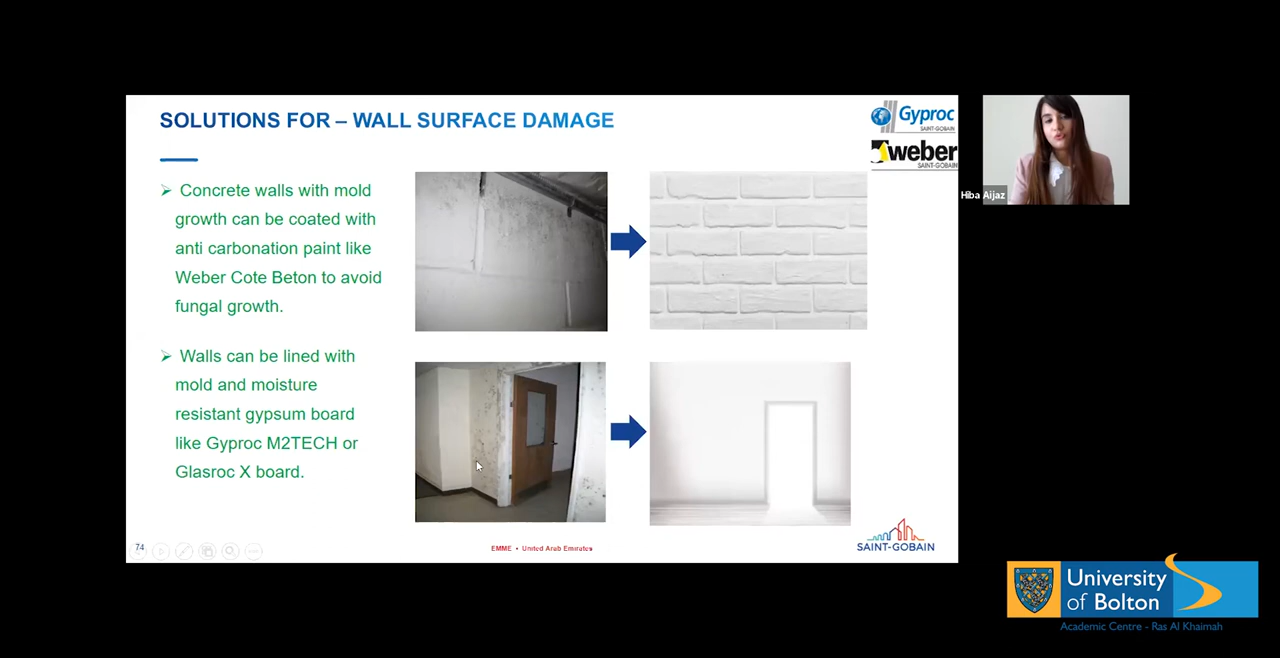 SOLUTIONS FOR – WALL SURFACE DAMAGE
Gyproc
SAINT-GOBAIN
weber
SAINT-GOBAIN
➢ Concrete walls with mold
growth can be coated with
anti carbonation paint like
Weber Cote Beton to avoid
fungal growth.
➢ Walls can be lined with
mold and moisture
resistant gypsum board
like Gyproc M2TECH or
Glasroc X board.
74
EMME • United Arab Emirates
SAINT-GOBAIN
Hiba Aijaz
University
of Bolton
Academic Centre - Ras Al Khaimah